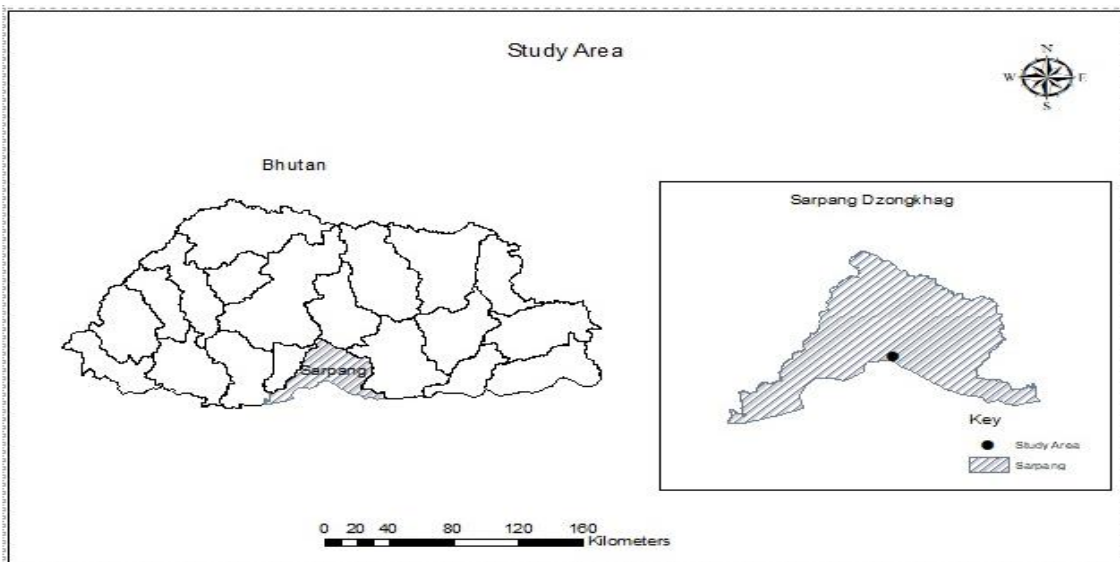 Study Area
N
W E
S
Bhutan
Sarpang Dzongkhag
Sarpang
Key
Study Area
Sarpang
0 20 40 80 120 160
Kilometers